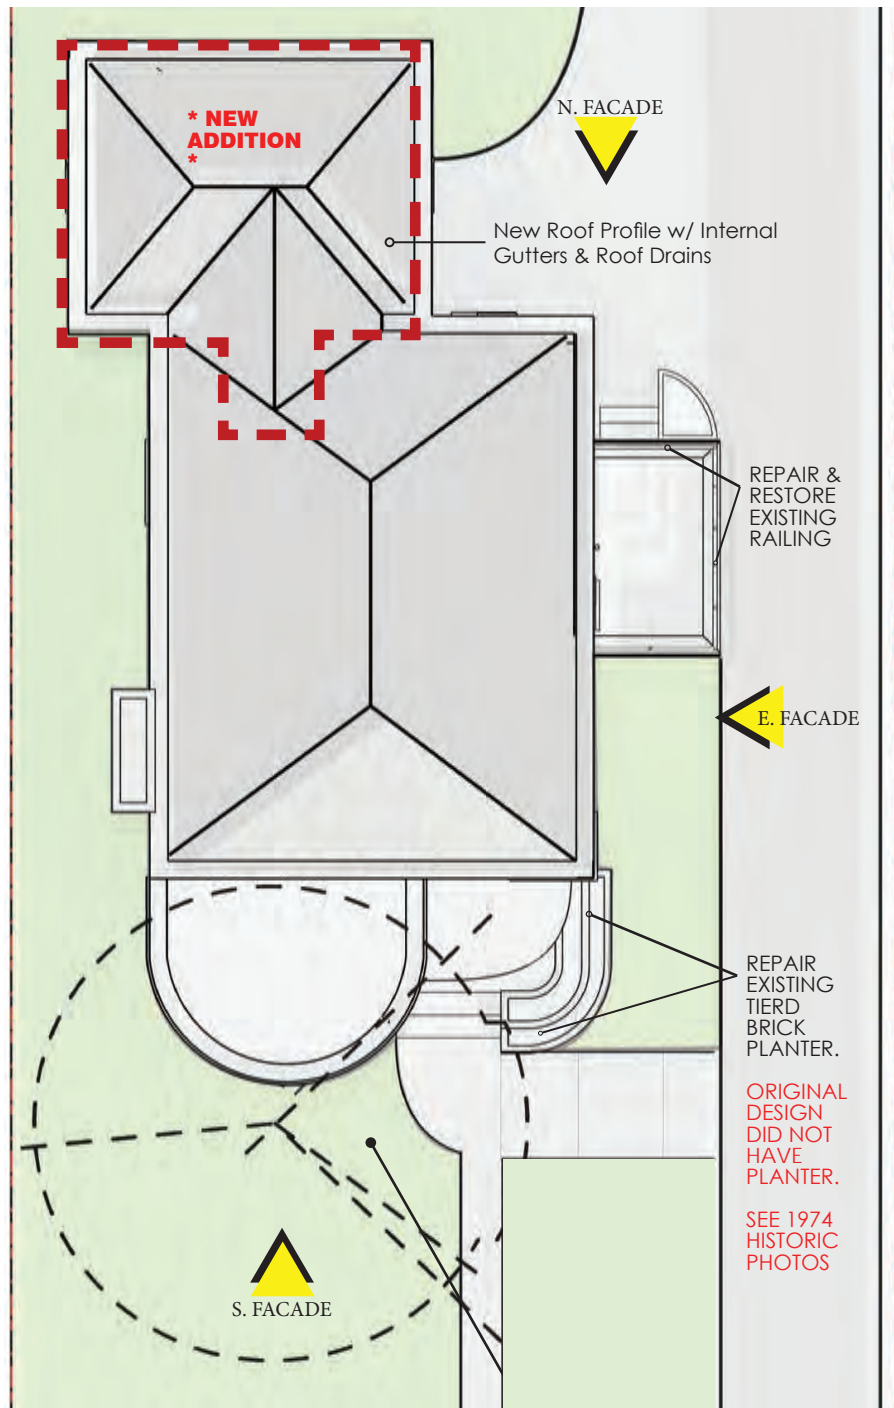 * NEW
ADDITION
*
N. FACADE
New Roof Profile w/ Internal
Gutters & Roof Drains
REPAIR &
RESTORE
EXISTING
RAILING
E. FACADE
REPAIR
EXISTING
TIERD
BRICK
PLANTER.
ORIGINAL
DESIGN
DID NOT
HAVE
PLANTER.
SEE 1974
HISTORIC
PHOTOS
S. FACADE